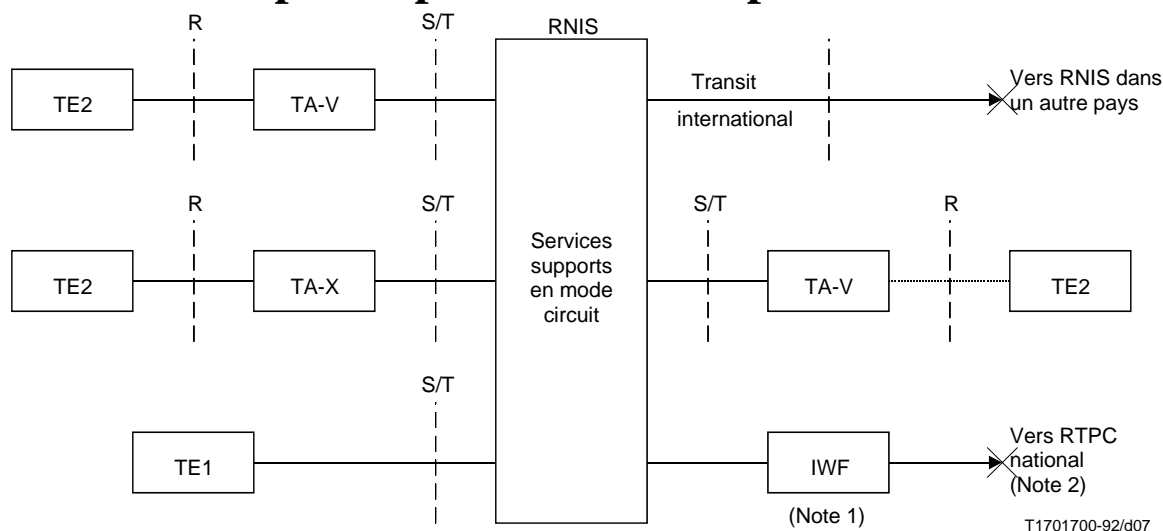 R
S/T
RNIS
TE2
TA-V
Transit
international
Vers RNIS dans
un autre pays
R
S/T
S/T
R
TE2
TA-X
Services
supports
en mode
circuit
TA-V
TE2
S/T
TE1
IWF
(Note 1)
Vers RTPC
national
(Note 2)
T1701700-92/d07